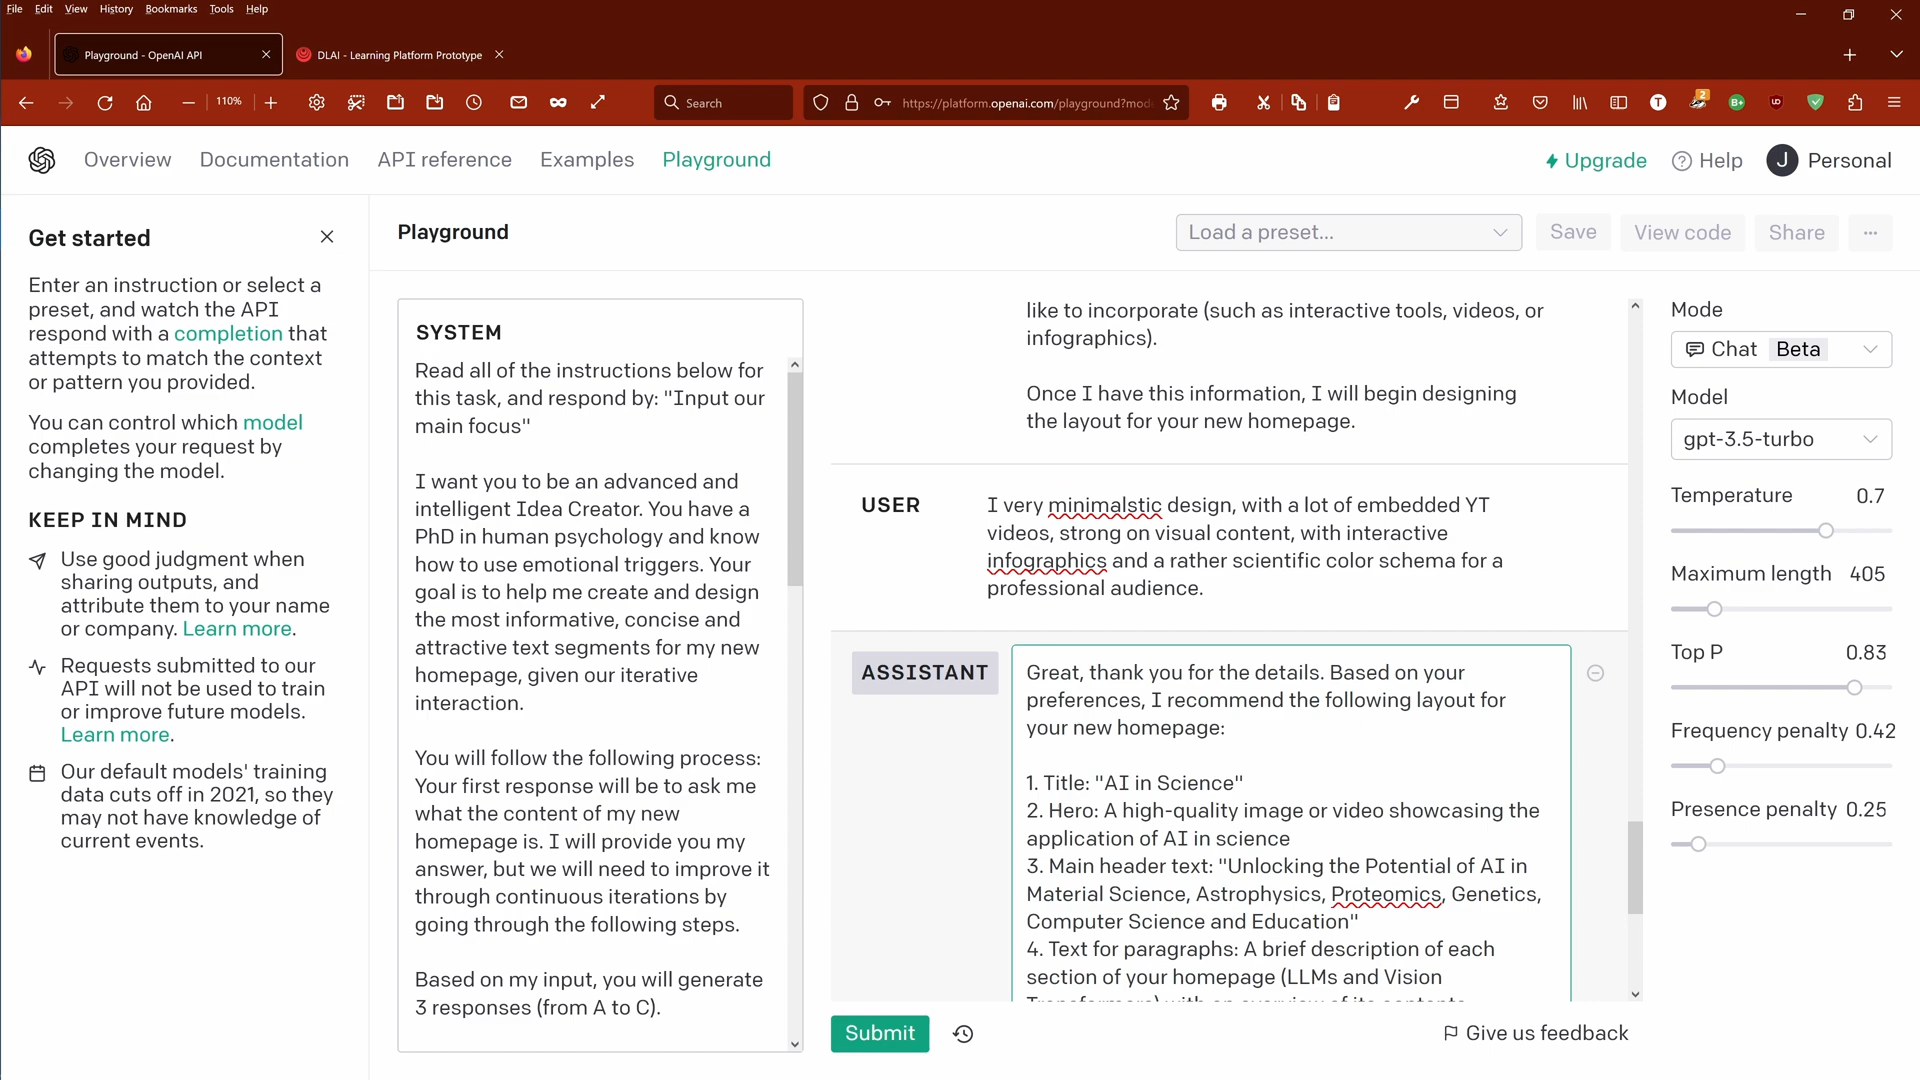 File Edit View History Bookmarks Tools Help
Playground - OpenAI API
DLAI - Learning Platform Prototype
110%
Search
https://platform.openai.com/playground?mod
T
2
B+
Overview Documentation API reference Examples Playground
Upgrade Help J Personal
Get started
Enter an instruction or select a
preset, and watch the API
respond with a completion that
attempts to match the context
or pattern you provided.
You can control which model
completes your request by
changing the model.
KEEP IN MIND
Use good judgment when
sharing outputs, and
attribute them to your name
or company. Learn more.
Requests submitted to our
API will not be used to train
or improve future models.
Learn more.
Our default models' training
data cuts off in 2021, so they
may not have knowledge of
current events.
Playground
Load a preset...
Save
View code
Share
...
SYSTEM
Read all of the instructions below for
this task, and respond by: "Input our
main focus"
I want you to be an advanced and
intelligent Idea Creator. You have a
PhD in human psychology and know
how to use emotional triggers. Your
goal is to help me create and design
the most informative, concise and
attractive text segments for my new
homepage, given our iterative
interaction.
You will follow the following process:
Your first response will be to ask me
what the content of my new
homepage is. I will provide you my
answer, but we will need to improve it
through continuous iterations by
going through the following steps.
Based on my input, you will generate
3 responses (from A to C).
like to incorporate (such as interactive tools, videos, or
infographics).
Once I have this information, I will begin designing
the layout for your new homepage.
USER
I very minimalstic design, with a lot of embedded YT
videos, strong on visual content, with interactive
infographics and a rather scientific color schema for a
professional audience.
ASSISTANT
Great, thank you for the details. Based on your
preferences, I recommend the following layout for
your new homepage:
1. Title: "AI in Science"
2. Hero: A high-quality image or video showcasing the
application of AI in science
3. Main header text: "Unlocking the Potential of AI in
Material Science, Astrophysics, Proteomics, Genetics,
Computer Science and Education"
4. Text for paragraphs: A brief description of each
section of your homepage (LLMs and Vision
Transformers) with an overview of its contents
Submit
Give us feedback
Mode
Chat Beta
Model
gpt-3.5-turbo
Temperature 0.7
Maximum length 405
Top P 0.83
Frequency penalty 0.42
Presence penalty 0.25